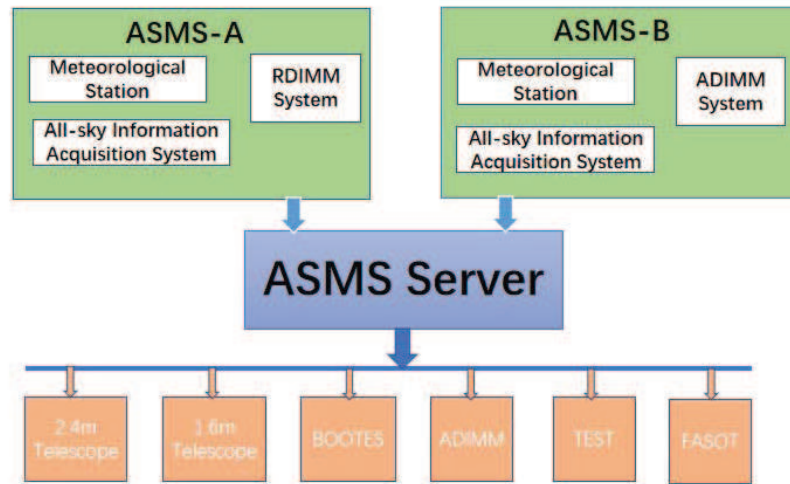 ASMS-A
Meteorological
Station
RDIMM
System
All-sky Information
Acquisition System
ASMS-B
Meteorological
Station
ADIMM
System
All-sky Information
Acquisition System
ASMS Server
2.4m
Telescope
1.6m
Telescope
BOOTES
ADIMM
TEST
FASOT